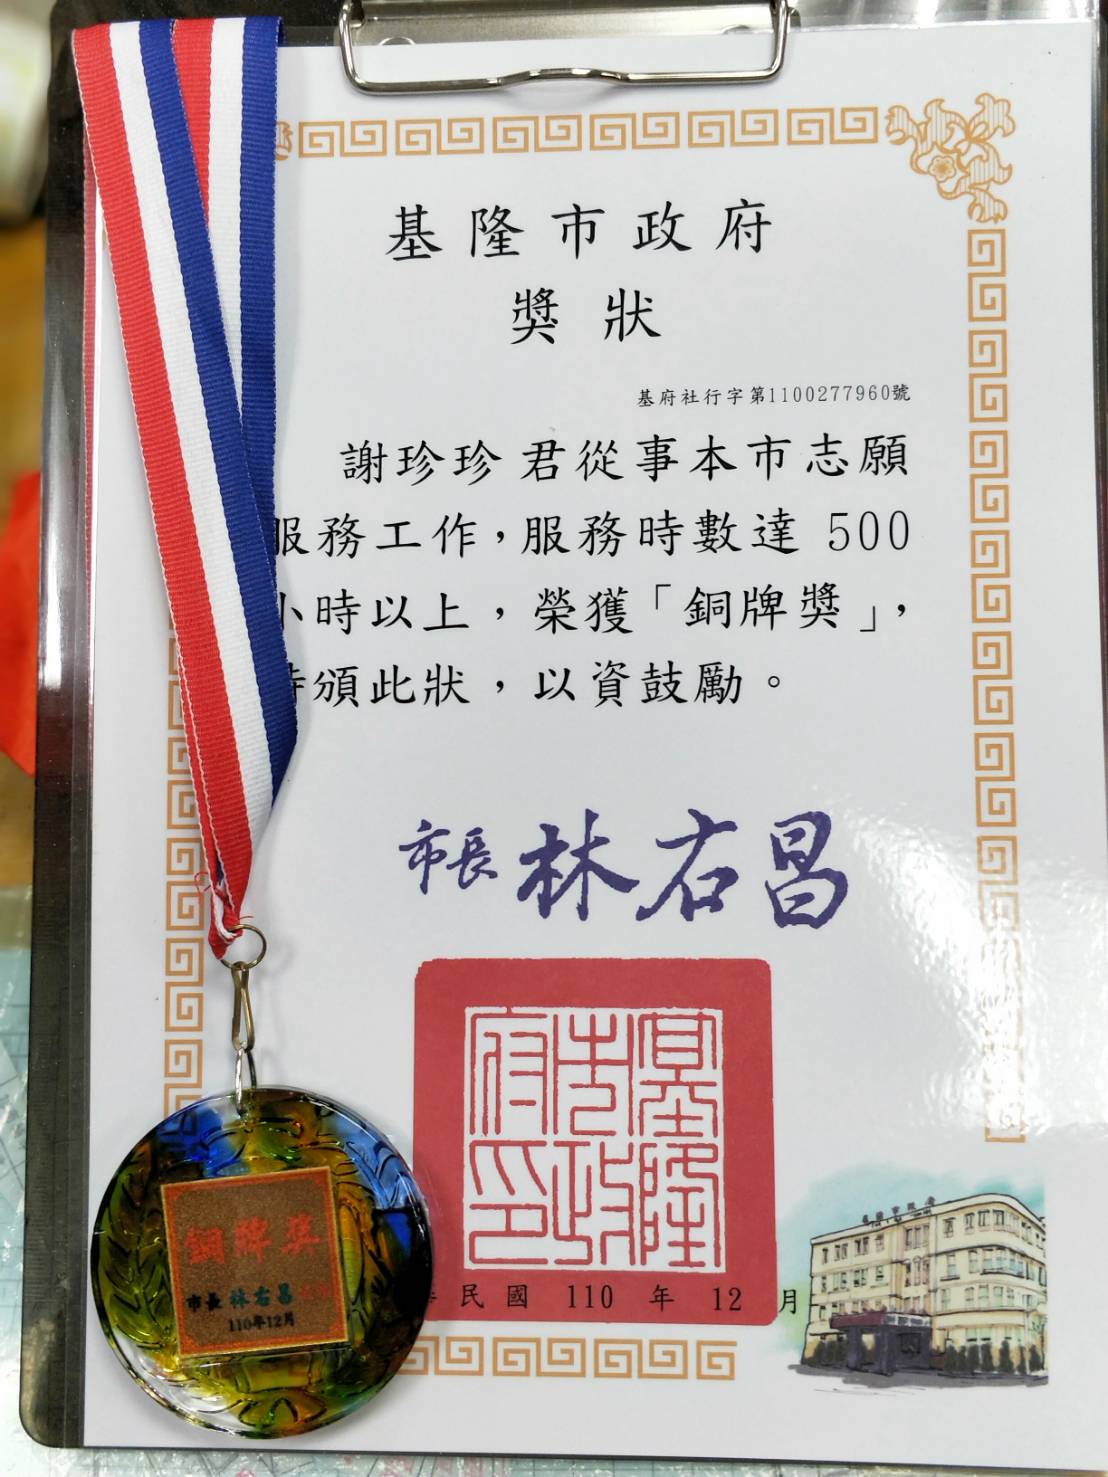 基隆市政府
獎狀
基府社行字第1100277960號
謝珍珍君從事本市志願
服務工作，服務時數達 500
小時以上，榮獲「銅牌獎」，
頒此狀，以資鼓勵。
市長 林右昌
基隆市政府印
民國 110 年 12 月
銅牌獎
市長 林右昌
110年12月